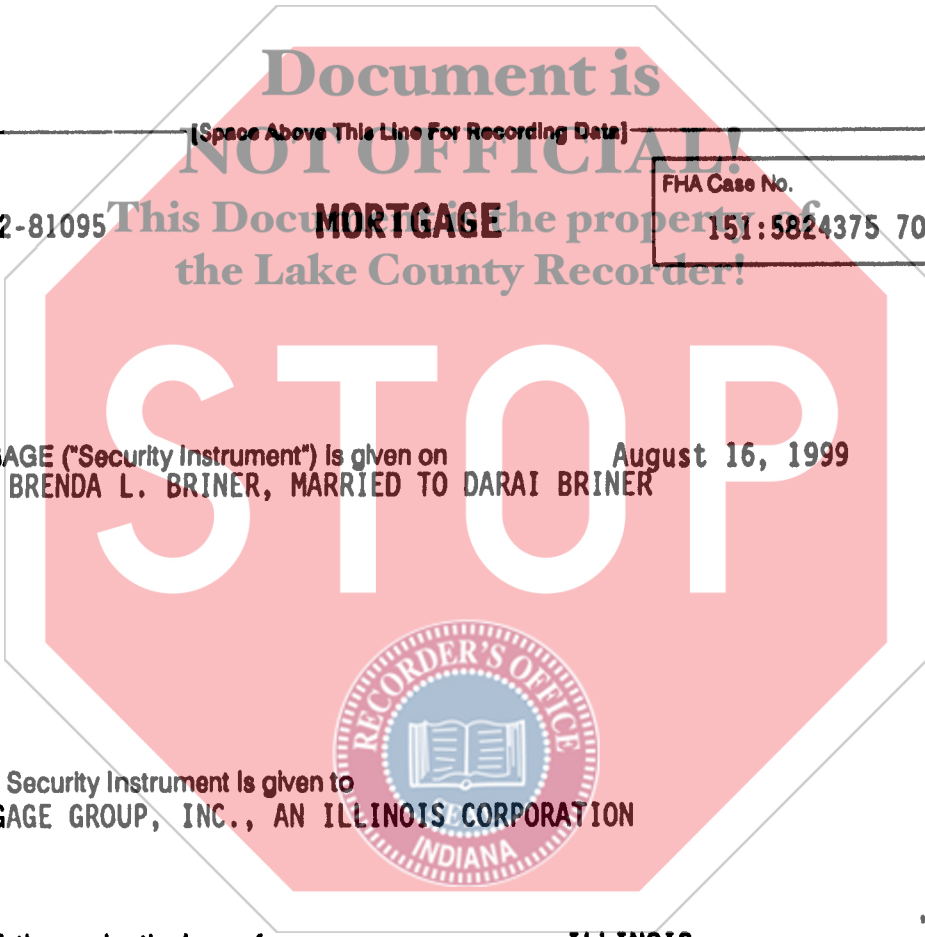 Document is
[Space Above This Line For Recording Data]
NOT OFFICIAL!
FHA Case No.
2-81095 MORTGAGE 151:5824375 70
This Document is the property of
the Lake County Recorder!
STOP
AGE ("Security Instrument") is given on August 16, 1999
BRENDA L. BRINER, MARRIED TO DARAI BRINER
RECORDER'S OFFICE
Security Instrument is given to
GAGE GROUP, INC., AN ILLINOIS CORPORATION
SEAL
INDIANA
ILLINOIS